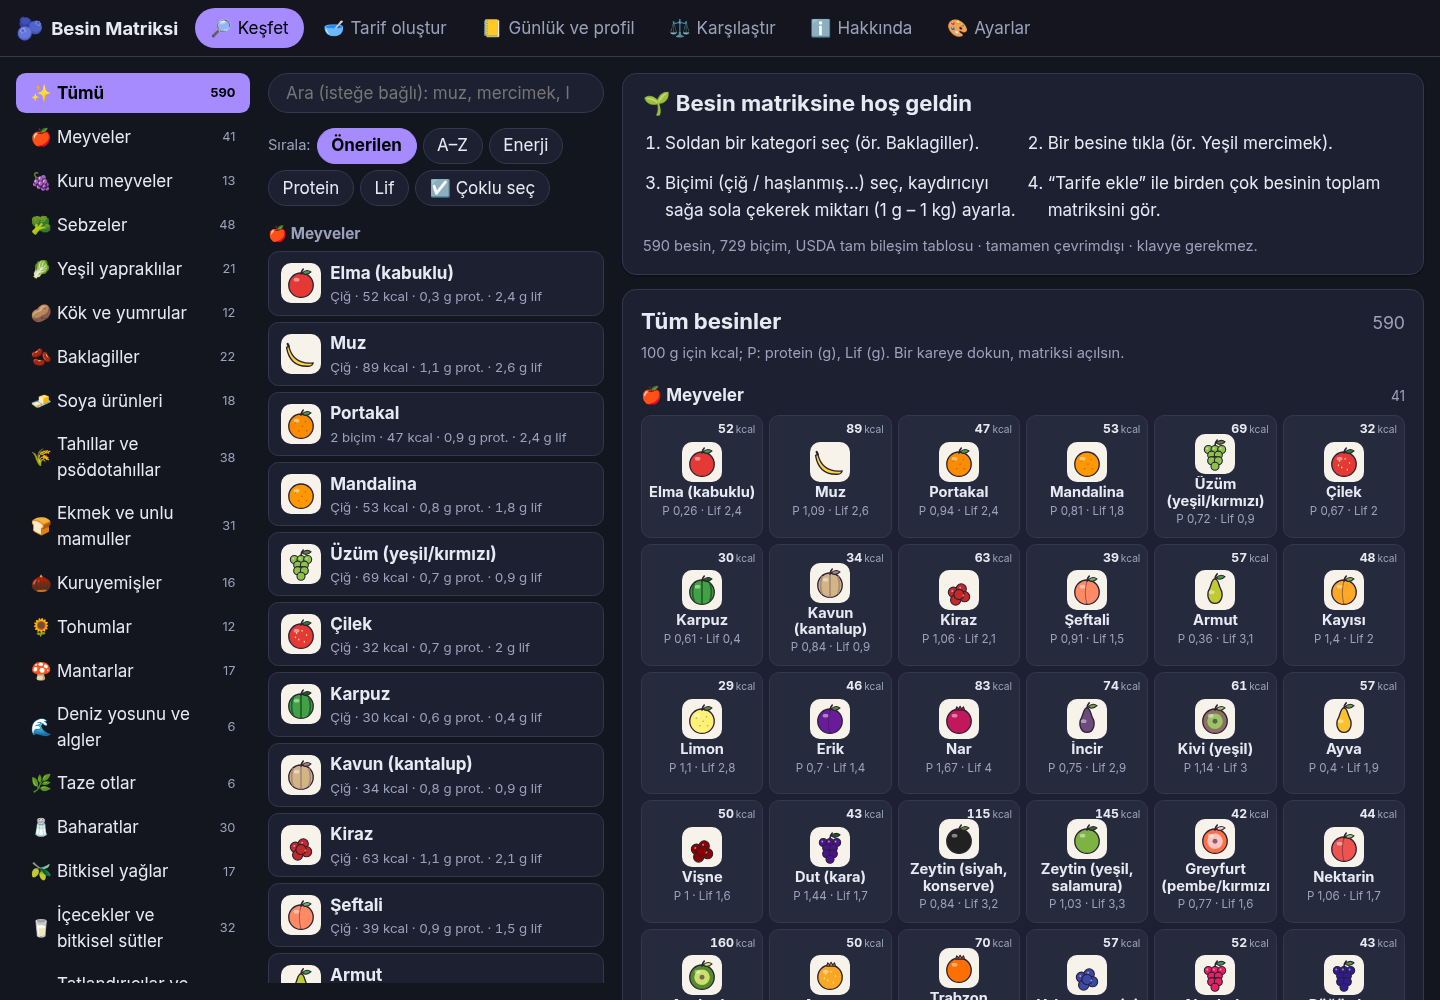 Besin Matriksi
Keşfet
Tarif oluştur
Günlük ve profil
Karşılaştır
Hakkında
Ayarlar
Tümü 590
Meyveler 41
Kuru meyveler 13
Sebzeler 48
Yeşil yapraklılar 21
Kök ve yumrular 12
Baklagiller 22
Soya ürünleri 18
Tahıllar ve
psödotahıllar 38
Ekmek ve unlu
mamuller 31
Kuruyemişler 16
Tohumlar 12
Mantarlar 17
Deniz yosunu ve
algler 6
Taze otlar 6
Baharatlar 30
Bitkisel yağlar 17
İçecekler ve
bitkisel sütler 32
Tatlandırıcılar ve
Ara (isteğe bağlı): muz, mercimek, l
Sırala: Önerilen A–Z Enerji
Protein Lif Çoklu seç
Meyveler
Elma (kabuklu)
Çiğ · 52 kcal · 0,3 g prot. · 2,4 g lif
Muz
Çiğ · 89 kcal · 1,1 g prot. · 2,6 g lif
Portakal
2 biçim · 47 kcal · 0,9 g prot. · 2,4 g lif
Mandalina
Çiğ · 53 kcal · 0,8 g prot. · 1,8 g lif
Üzüm (yeşil/kırmızı)
Çiğ · 69 kcal · 0,7 g prot. · 0,9 g lif
Çilek
Çiğ · 32 kcal · 0,7 g prot. · 2 g lif
Karpuz
Çiğ · 30 kcal · 0,6 g prot. · 0,4 g lif
Kavun (kantalup)
Çiğ · 34 kcal · 0,8 g prot. · 0,9 g lif
Kiraz
Çiğ · 63 kcal · 1,1 g prot. · 2,1 g lif
Şeftali
Çiğ · 39 kcal · 0,9 g prot. · 1,5 g lif
Armut
Besin matriksine hoş geldin
1. Soldan bir kategori seç (ör. Baklagiller).
2. Bir besine tıkla (ör. Yeşil mercimek).
3. Biçimi (çiğ / haşlanmış...) seç, kaydırıcıyı
sağa sola çekerek miktarı (1 g – 1 kg) ayarla.
4. “Tarife ekle” ile birden çok besinin toplam
matriksini gör.
590 besin, 729 biçim, USDA tam bileşim tablosu · tamamen çevrimdışı · klavye gerekmez.
Tüm besinler 590
100 g için kcal; P: protein (g), Lif (g). Bir kareye dokun, matriksi açılsın.
Meyveler 41
52 kcal
Elma (kabuklu)
P 0,26 · Lif 2,4
89 kcal
Muz
P 1,09 · Lif 2,6
47 kcal
Portakal
P 0,94 · Lif 2,4
53 kcal
Mandalina
P 0,81 · Lif 1,8
69 kcal
Üzüm
(yeşil/kırmızı)
P 0,72 · Lif 0,9
32 kcal
Çilek
P 0,67 · Lif 2
30 kcal
Karpuz
P 0,61 · Lif 0,4
34 kcal
Kavun
(kantalup)
P 0,84 · Lif 0,9
63 kcal
Kiraz
P 1,06 · Lif 2,1
39 kcal
Şeftali
P 0,91 · Lif 1,5
57 kcal
Armut
P 0,36 · Lif 3,1
48 kcal
Kayısı
P 1,4 · Lif 2
29 kcal
Limon
P 1,1 · Lif 2,8
46 kcal
Erik
P 0,7 · Lif 1,4
83 kcal
Nar
P 1,67 · Lif 4
74 kcal
İncir
P 0,75 · Lif 2,9
61 kcal
Kivi (yeşil)
P 1,14 · Lif 3
57 kcal
Ayva
P 0,4 · Lif 1,9
50 kcal
Vişne
P 1 · Lif 1,6
43 kcal
Dut (kara)
P 1,44 · Lif 1,7
115 kcal
Zeytin (siyah,
konserve)
P 0,84 · Lif 3,2
145 kcal
Zeytin (yeşil,
salamura)
P 1,03 · Lif 3,3
42 kcal
Greyfurt
(pembe/kırmızı
P 0,77 · Lif 1,6
44 kcal
Nektarin
P 1,06 · Lif 1,7
160 kcal
50 kcal
70 kcal
Trabzon
57 kcal
52 kcal
43 kcal